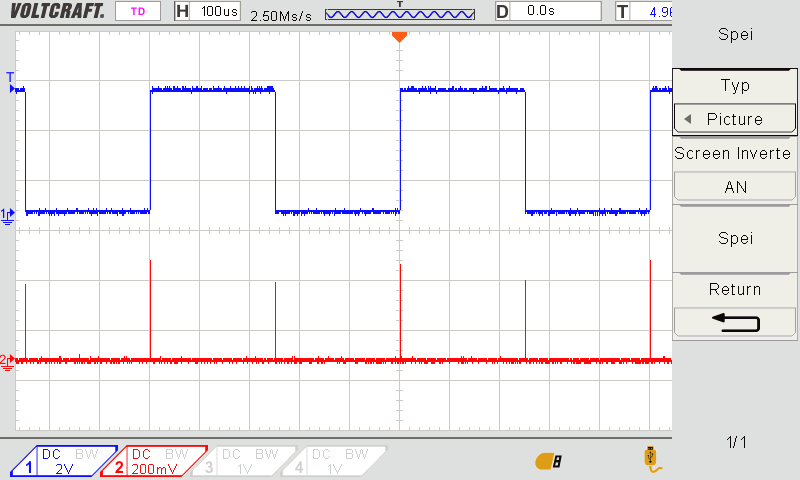 VOLTCRAFT. TD H 100us 2.50Ms/s T D 0.0s T 4.96
Spei
Typ
Picture
Screen Inverte
AN
Spei
Return
1/1
T
1
2
1 DC BW 2V
2 DC BW 200mV
3 DC BW 1V
4 DC BW 1V
8